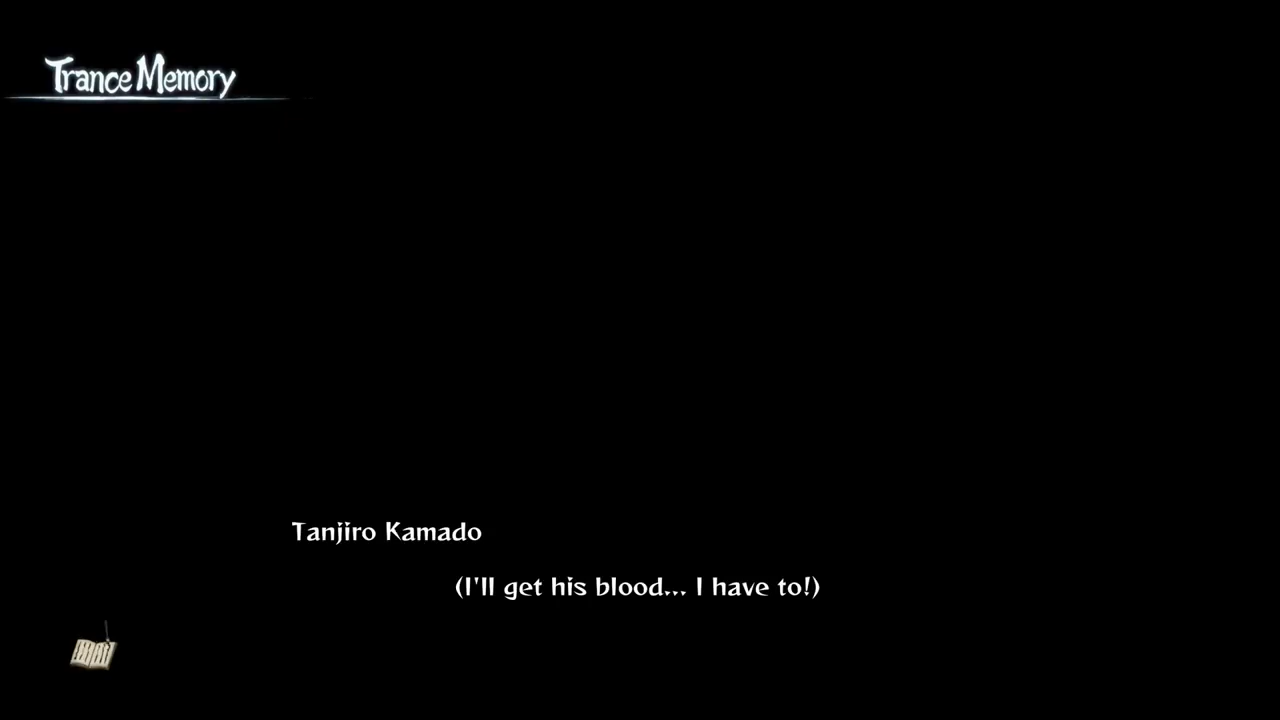 Trance Memory
Tanjiro Kamado
(I'll get his blood... I have to!)